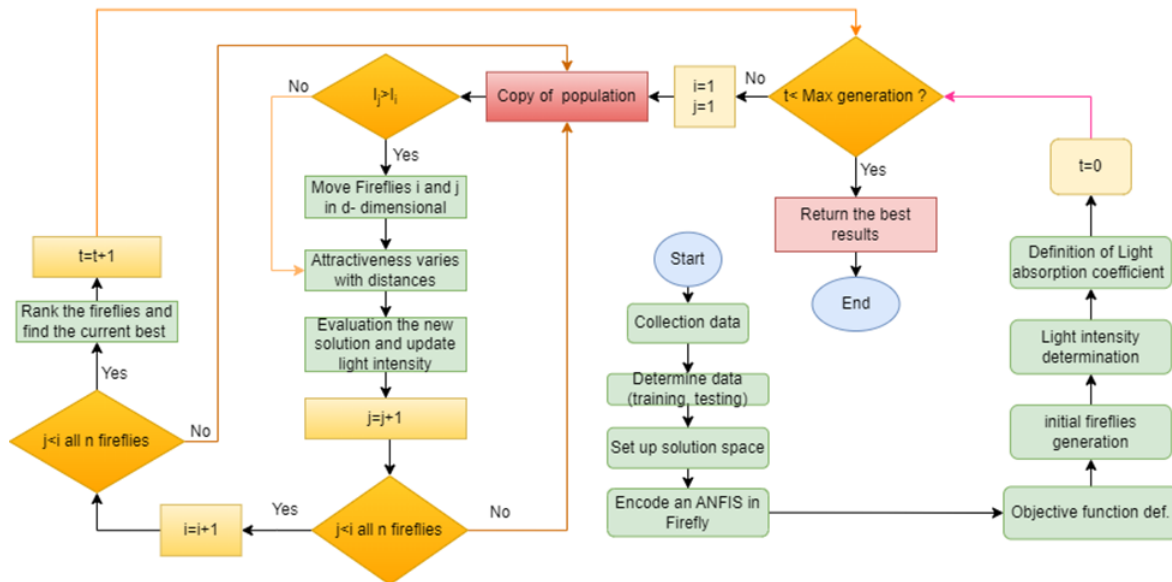 No
I_j>I_i
Copy of population
i=1
j=1
No
t< Max generation ?
Yes
Move Fireflies i and j
in d- dimensional
Yes
Return the best
results
t=0
Attractiveness varies
with distances
t=t+1
Start
End
Definition of Light
absorption coefficient
Rank the fireflies and
find the current best
Evaluation the new
solution and update
light intensity
Collection data
Light intensity
determination
Yes
Determine data
(training, testing)
j=j+1
initial fireflies
generation
j<i all n fireflies
No
Set up solution space
Encode an ANFIS in
Firefly
Objective function def.
i=i+1
Yes
j<i all n fireflies
No